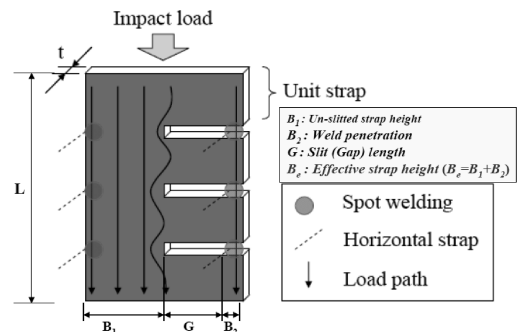 Impact load
t
Unit strap
B₁ : Un-slitted strap height
B₂ : Weld penetration
G : Slit (Gap) length
Bₑ : Effective strap height (Bₑ=B₁+B₂)
L
Spot welding
Horizontal strap
Load path
B₁ G B₂